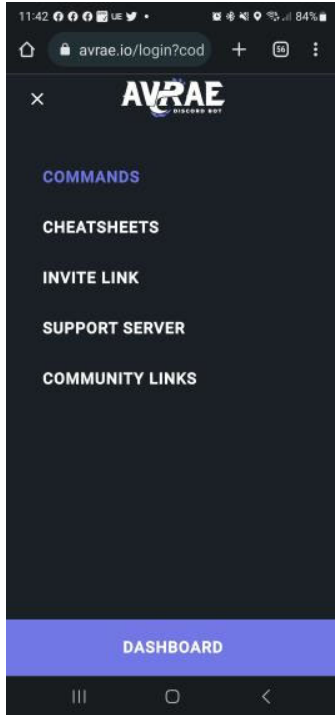 11:42 UE 84%
avrae.io/login?cod 56
AVRAE
DISCORD BOT
COMMANDS
CHEATSHEETS
INVITE LINK
SUPPORT SERVER
COMMUNITY LINKS
DASHBOARD